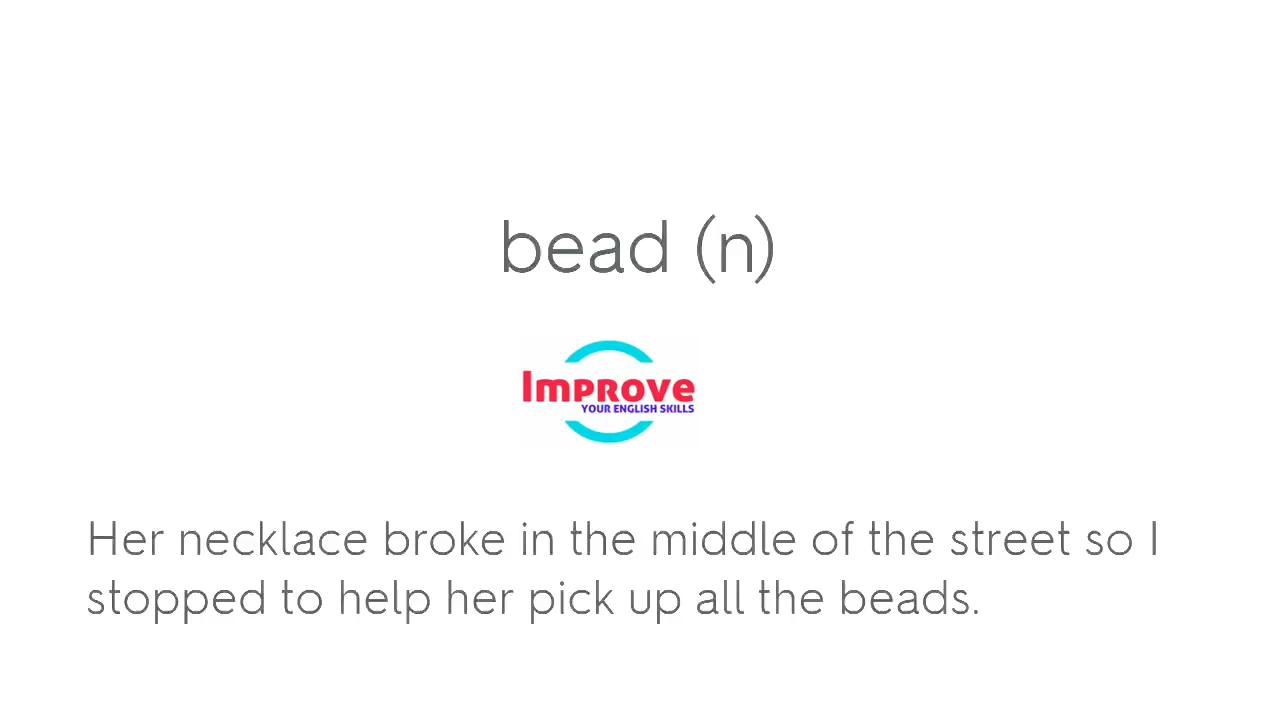 bead (n)
Improve
YOUR ENGLISH SKILLS
Her necklace broke in the middle of the street so I
stopped to help her pick up all the beads.